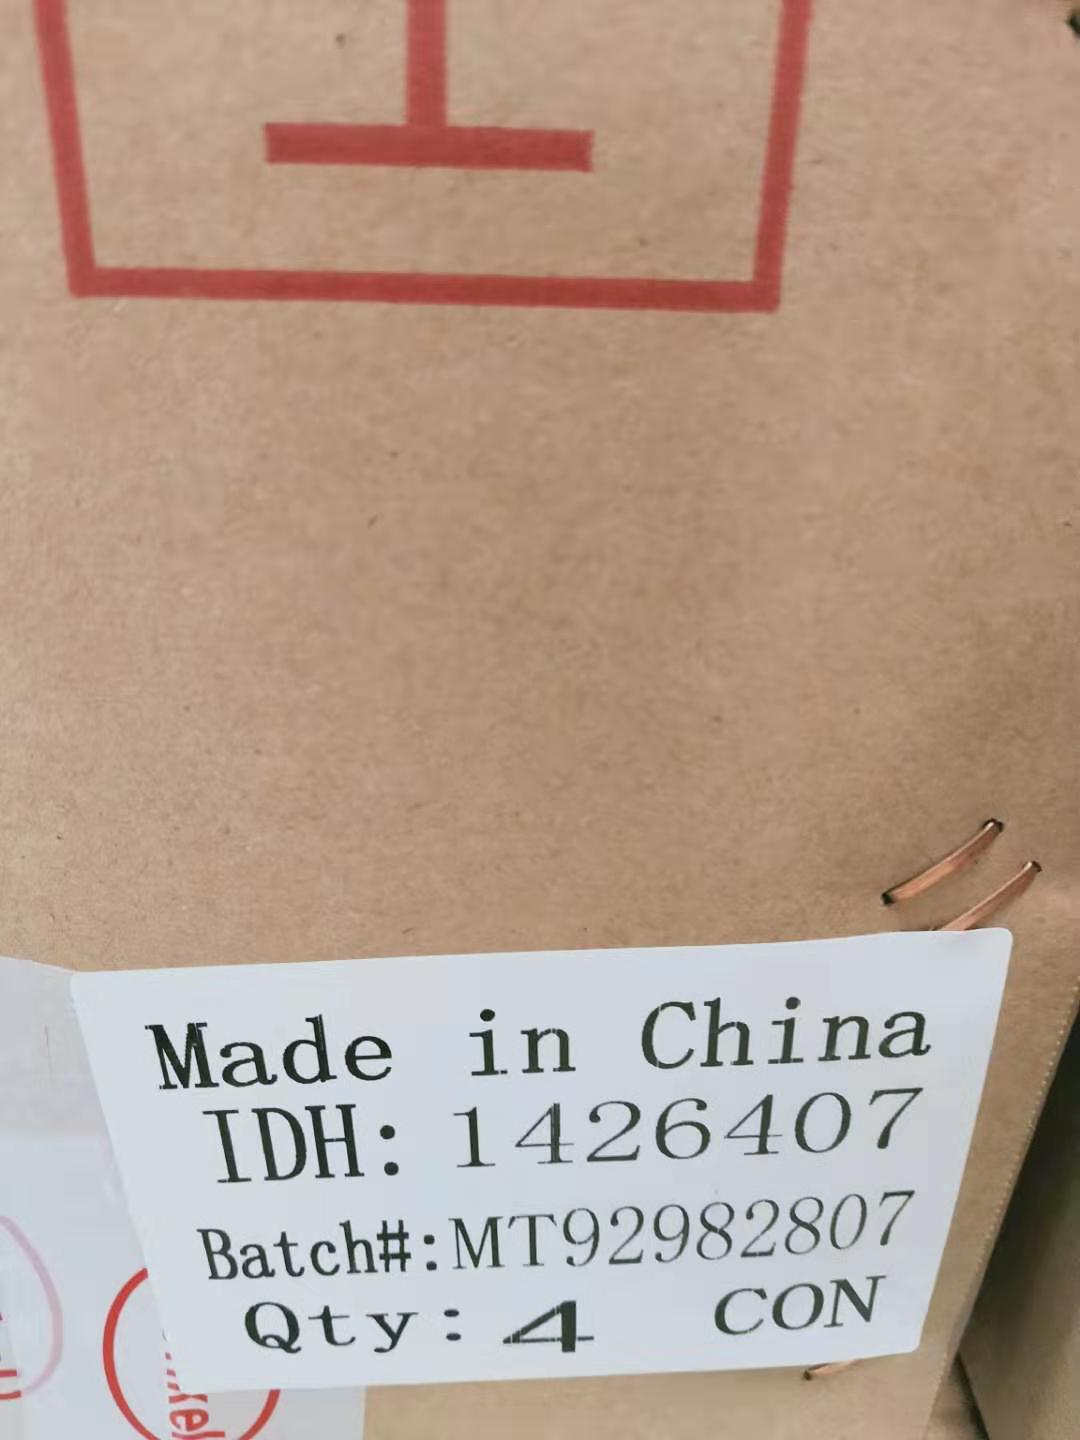 Made in China
IDH: 1426407
Batch#:MT92982807
Qty: 4 CON